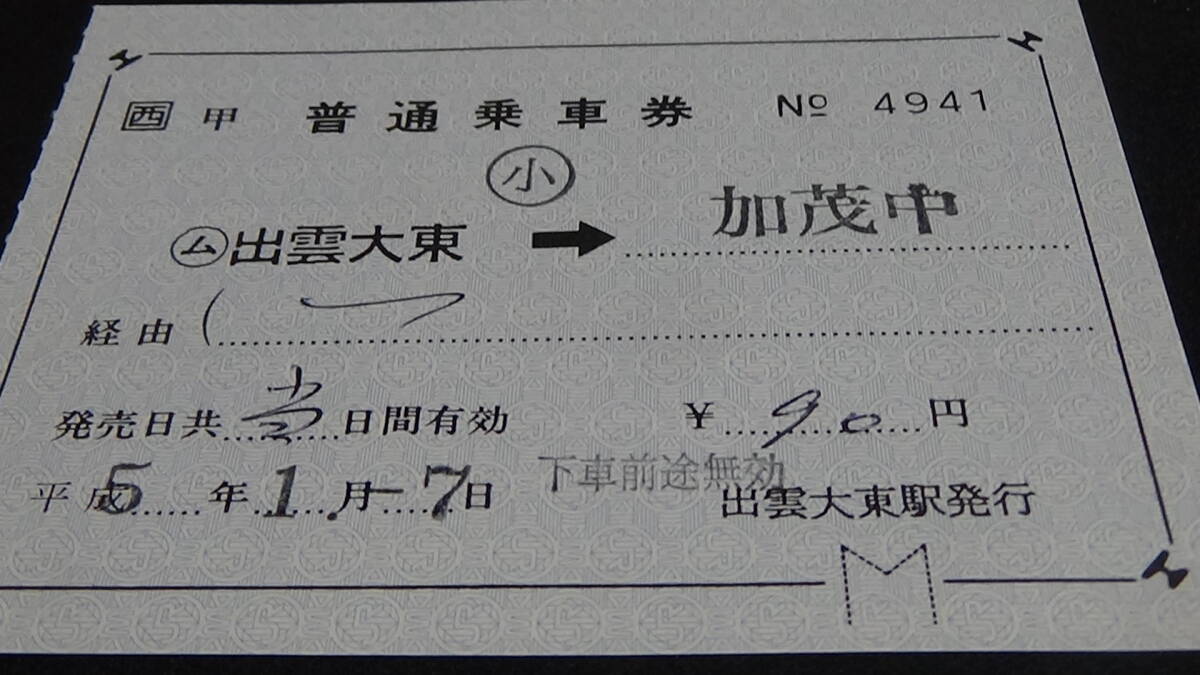 西 甲 普通乗車券 No 4941
小
ム出雲大東 ➡ 加茂中
経由 (
発売日共 当 日間有効 ¥ 90 円
平成 5 年 1. 月 -7 日
下車前途無効
出雲大東駅発行